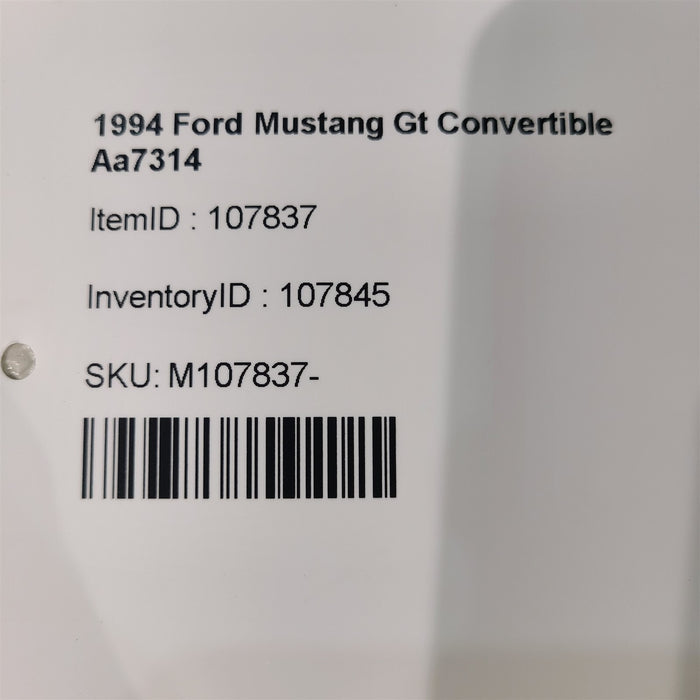 1994 Ford Mustang Gt Convertible
Aa7314
ItemID : 107837
InventoryID : 107845
SKU: M107837-